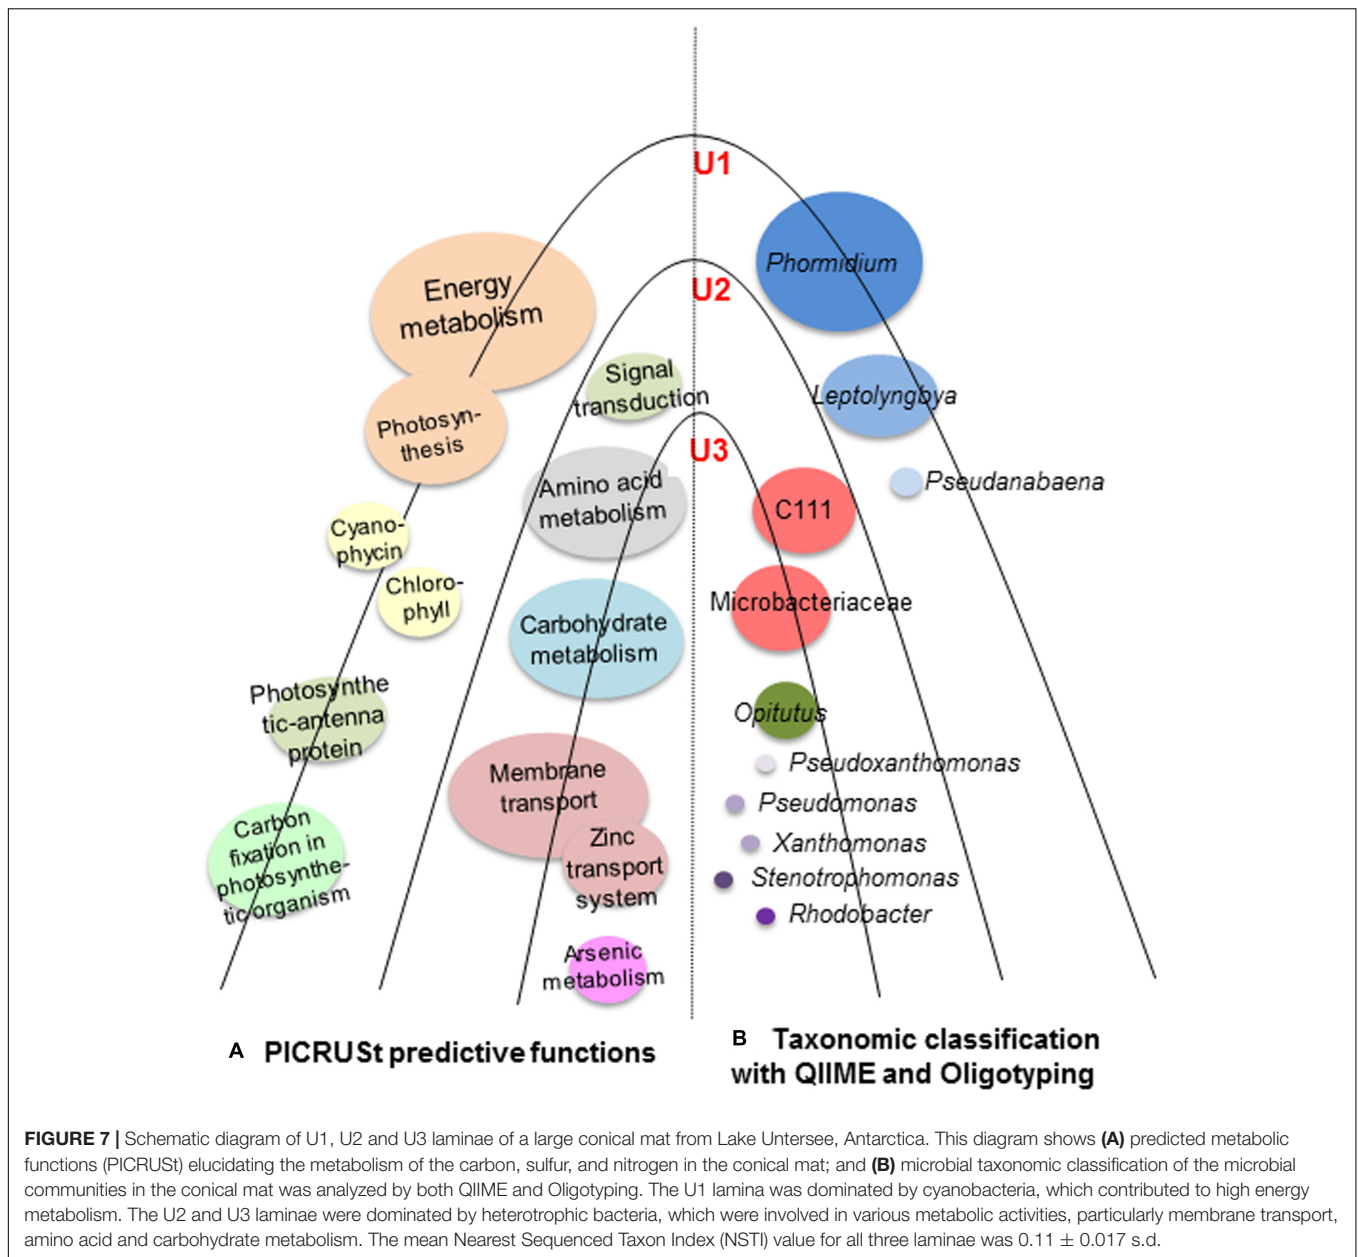 U1
Phormidium
Energy
metabolism
U2
Signal
transduction
Leptolyngbya
Photosyn-
thesis
U3
Amino acid
metabolism
C111
Pseudanabaena
Cyano-
phycin
Chloro-
phyll
Carbohydrate
metabolism
Microbacteriaceae
Photosynthe
tic-antenna
protein
Opitutus
Membrane
transport
Pseudoxanthomonas
Pseudomonas
Carbon
fixation in
photosynthe-
tic organism
Zinc
transport
system
Xanthomonas
Stenotrophomonas
Rhodobacter
Arsenic
metabolism
A PICRUSt predictive functions
B Taxonomic classification
with QIIME and Oligotyping
FIGURE 7 | Schematic diagram of U1, U2 and U3 laminae of a large conical mat from Lake Untersee, Antarctica. This diagram shows (A) predicted metabolic
functions (PICRUSt) elucidating the metabolism of the carbon, sulfur, and nitrogen in the conical mat; and (B) microbial taxonomic classification of the microbial
communities in the conical mat was analyzed by both QIIME and Oligotyping. The U1 lamina was dominated by cyanobacteria, which contributed to high energy
metabolism. The U2 and U3 laminae were dominated by heterotrophic bacteria, which were involved in various metabolic activities, particularly membrane transport,
amino acid and carbohydrate metabolism. The mean Nearest Sequenced Taxon Index (NSTI) value for all three laminae was 0.11 ± 0.017 s.d.